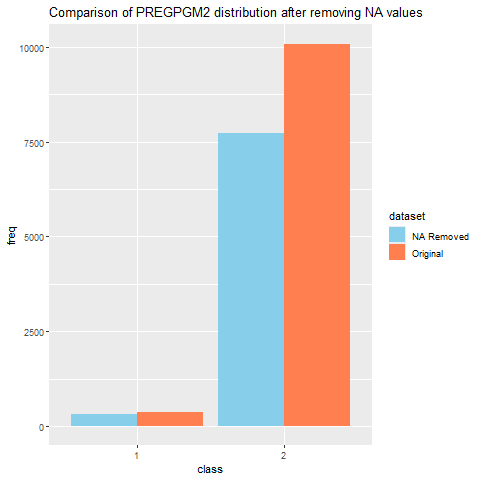 Comparison of PREGPGM2 distribution after removing NA values
10000
7500
5000
2500
0
freq
1
2
class
dataset
NA Removed
Original